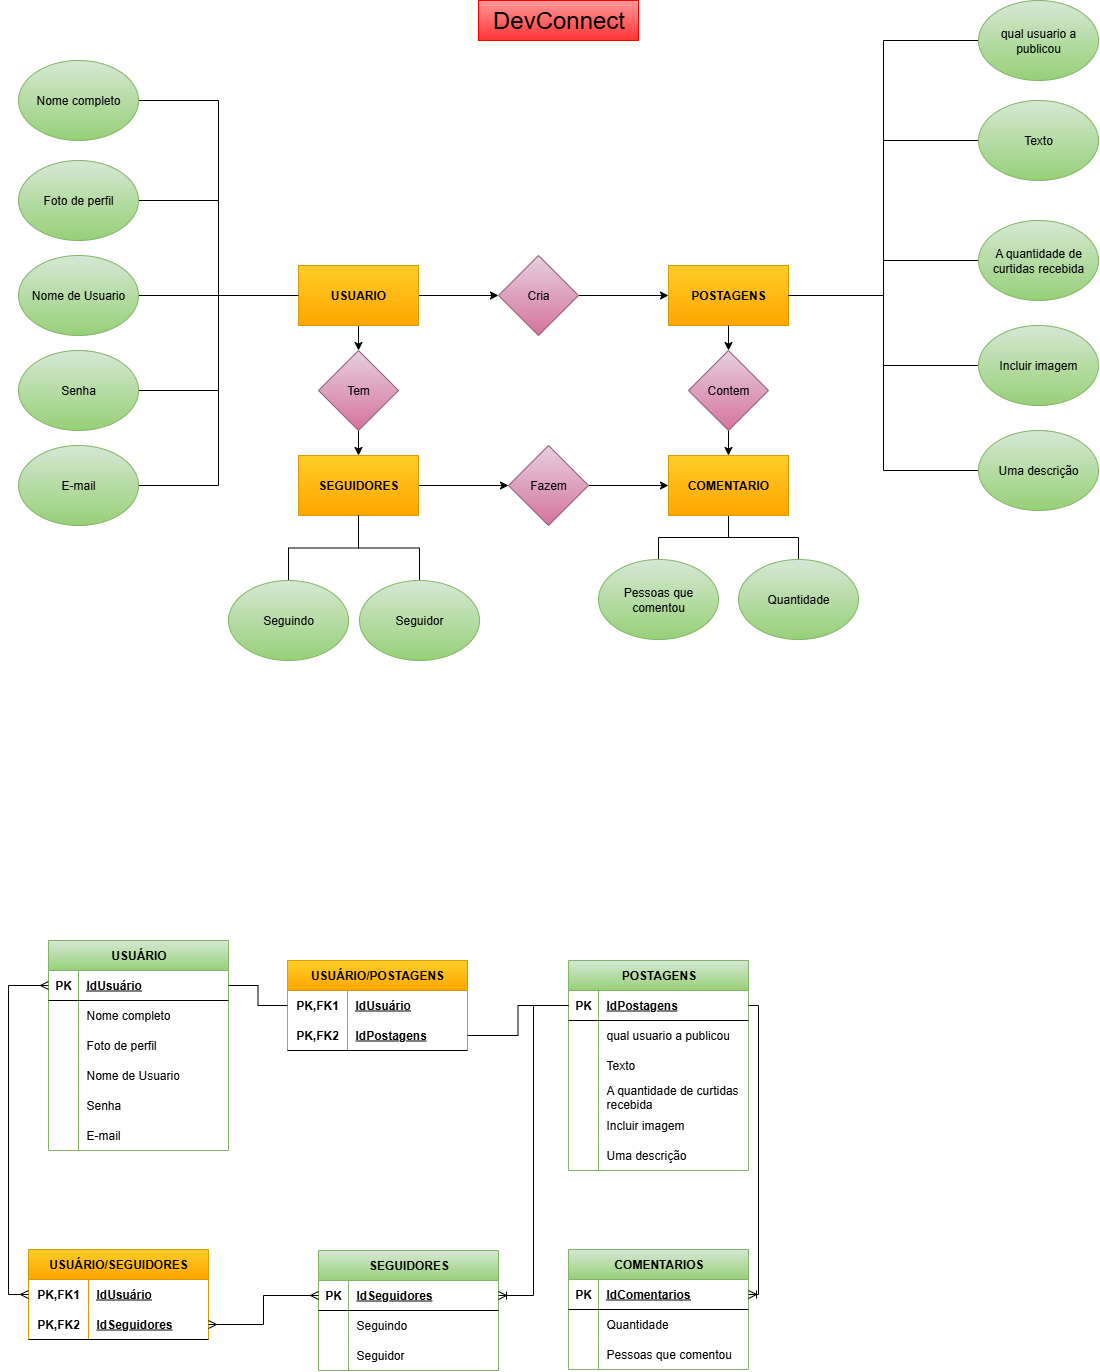 DevConnect
qual usuario a
publicou
Nome completo
Texto
Foto de perfil
A quantidade de
curtidas recebida
Nome de Usuario
USUARIO
Cria
POSTAGENS
Incluir imagem
Senha
Tem
Contem
Uma descrição
E-mail
SEGUIDORES
Fazem
COMENTARIO
Seguindo
Seguidor
Pessoas que
comentou
Quantidade
USUÁRIO
PK IdUsuário
Nome completo
Foto de perfil
Nome de Usuario
Senha
E-mail
USUÁRIO/POSTAGENS
PK,FK1 IdUsuário
PK,FK2 IdPostagens
POSTAGENS
PK IdPostagens
qual usuario a publicou
Texto
A quantidade de curtidas
recebida
Incluir imagem
Uma descrição
USUÁRIO/SEGUIDORES
PK,FK1 IdUsuário
PK,FK2 IdSeguidores
SEGUIDORES
PK IdSeguidores
Seguindo
Seguidor
COMENTARIOS
PK IdComentarios
Quantidade
Pessoas que comentou